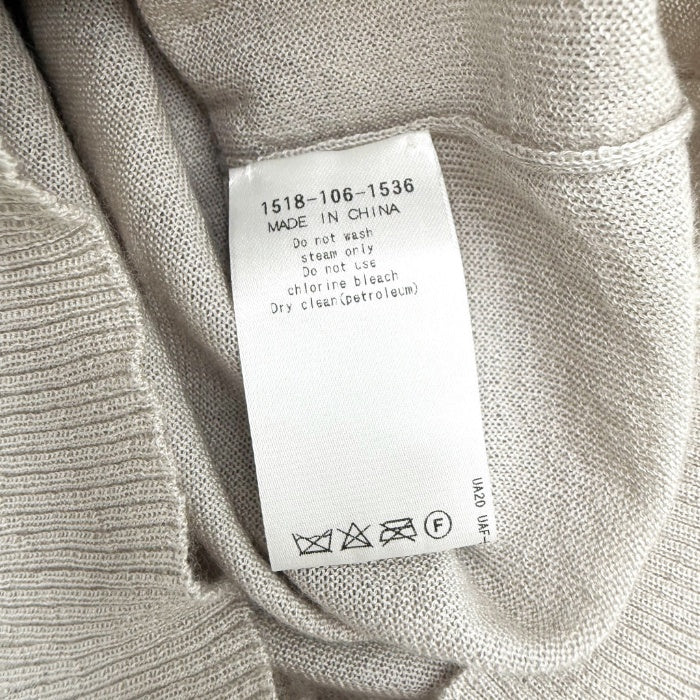 1518-106-1536
MADE IN CHINA
Do not wash
steam only
Do not use
chlorine bleach
Dry clean(petroleum)
F
UA20 UAF-